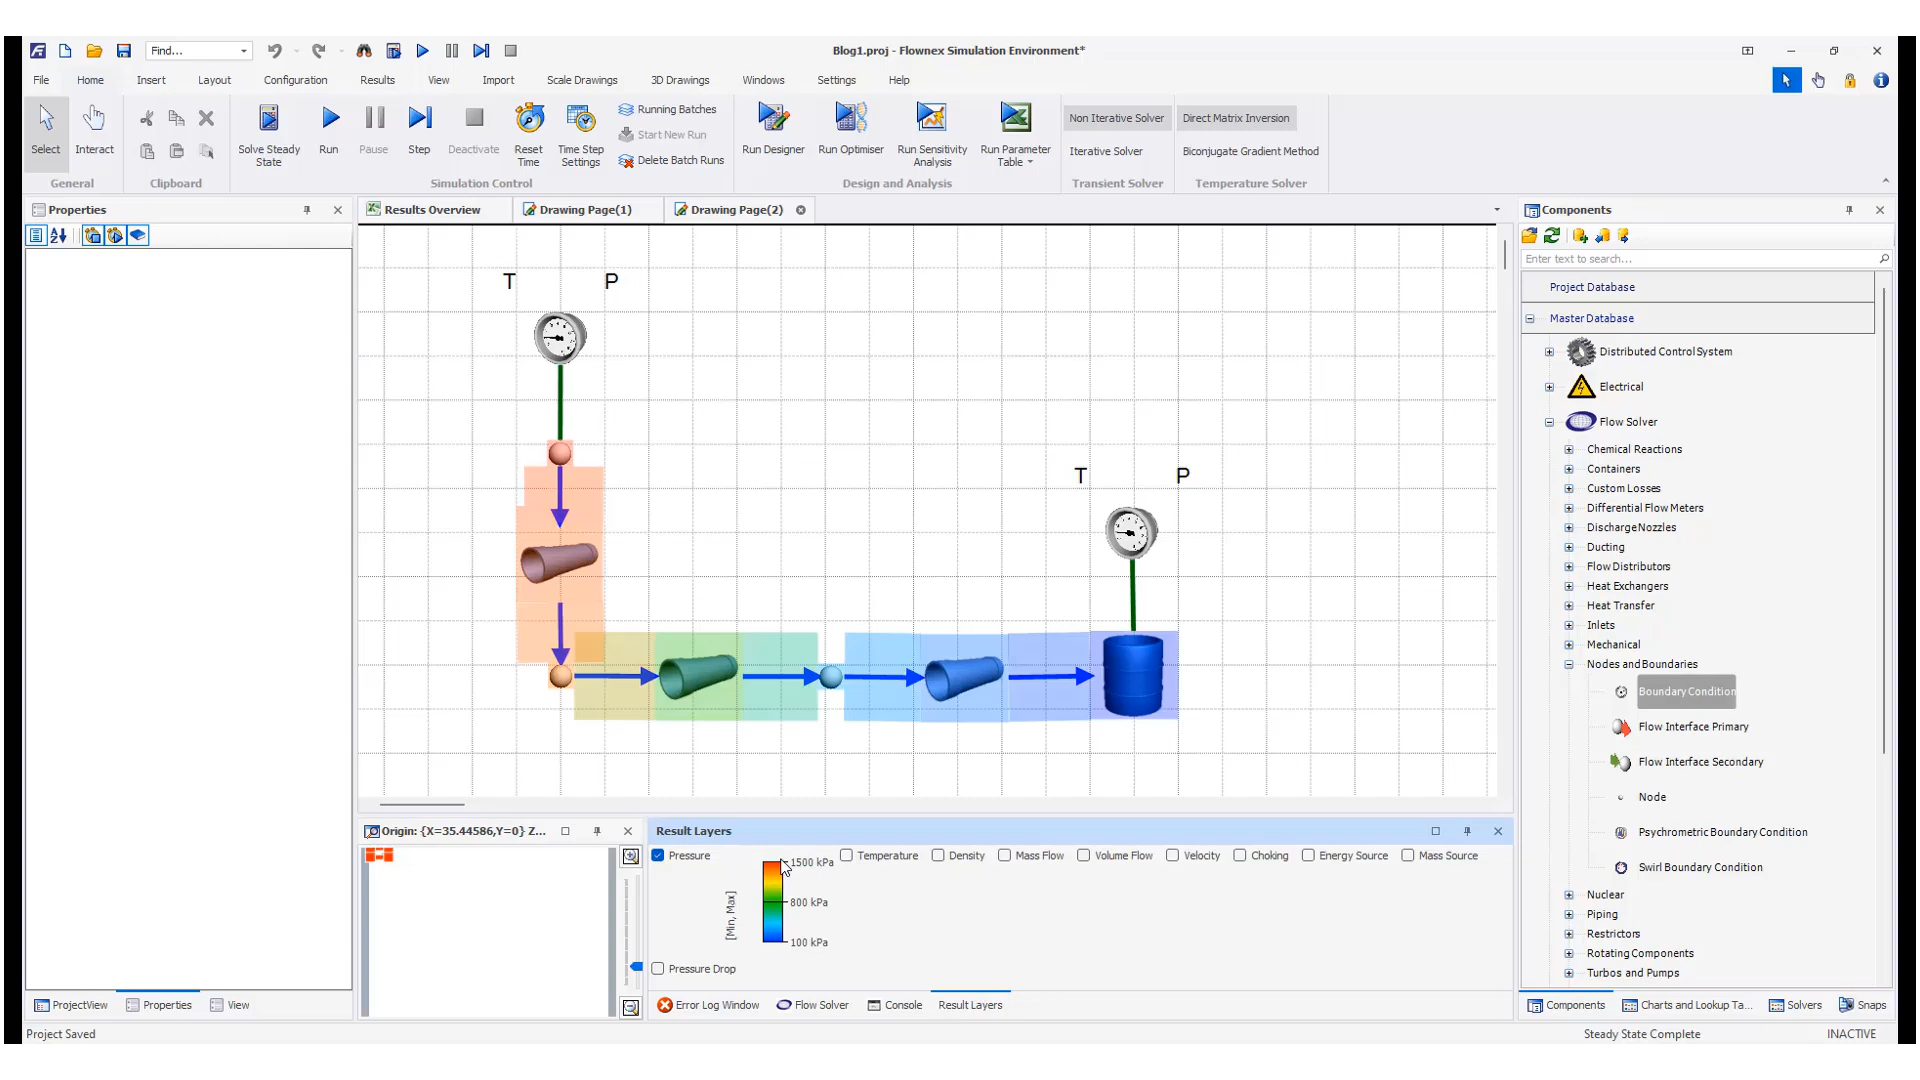 Find...
Blog1.proj - Flownex Simulation Environment*
File Home Insert Layout Configuration Results View Import Scale Drawings 3D Drawings Windows Settings Help
Select Interact
General
Clipboard
Solve Steady State
Run Pause Step Deactivate
Reset Time
Time Step Settings
Running Batches
Start New Run
Delete Batch Runs
Simulation Control
Run Designer
Run Optimiser
Run Sensitivity Analysis
Run Parameter Table
Design and Analysis
Non Iterative Solver
Iterative Solver
Transient Solver
Direct Matrix Inversion
Biconjugate Gradient Method
Temperature Solver
Properties
Results Overview Drawing Page(1) Drawing Page(2)
T P
T P
Components
Enter text to search...
Project Database
Master Database
Distributed Control System
Electrical
Flow Solver
Chemical Reactions
Containers
Custom Losses
Differential Flow Meters
Discharge Nozzles
Ducting
Flow Distributors
Heat Exchangers
Heat Transfer
Inlets
Mechanical
Nodes and Boundaries
Boundary Condition
Flow Interface Primary
Flow Interface Secondary
Node
Psychrometric Boundary Condition
Swirl Boundary Condition
Nuclear
Piping
Restrictors
Rotating Components
Turbos and Pumps
Origin: {X=35.44586,Y=0} Z...
Result Layers
Pressure
1500 kPa
800 kPa
100 kPa
[Min, Max]
Temperature Density Mass Flow Volume Flow Velocity Choking Energy Source Mass Source
Pressure Drop
ProjectView Properties View
Error Log Window Flow Solver Console Result Layers
Components Charts and Lookup Ta... Solvers Snaps
Project Saved
Steady State Complete
INACTIVE